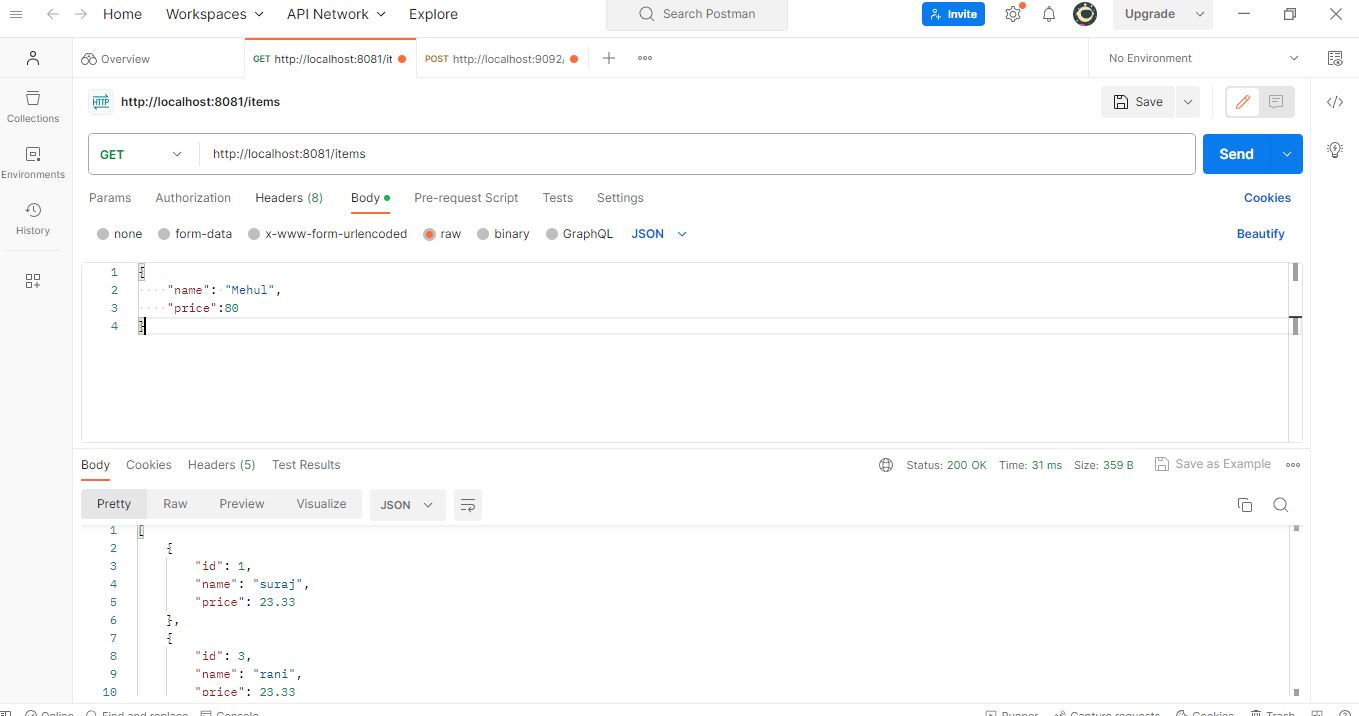 Home Workspaces API Network Explore Search Postman Invite Upgrade
Overview GET http://localhost:8081/it POST http://localhost:9092/ No Environment
HTTP http://localhost:8081/items Save
GET http://localhost:8081/items Send
Params Authorization Headers (8) Body Pre-request Script Tests Settings Cookies
none form-data x-www-form-urlencoded raw binary GraphQL JSON Beautify
Collections
Environments
History
1 {
2 "name": "Mehul",
3 "price":80
4 }
Body Cookies Headers (5) Test Results Status: 200 OK Time: 31 ms Size: 359 B Save as Example
Pretty Raw Preview Visualize JSON
1 [
2 {
3 "id": 1,
4 "name": "suraj",
5 "price": 23.33
6 },
7 {
8 "id": 3,
9 "name": "rani",
10 "price": 23.33
Online Find and replace Console Runner Capture requests Cookies Trash